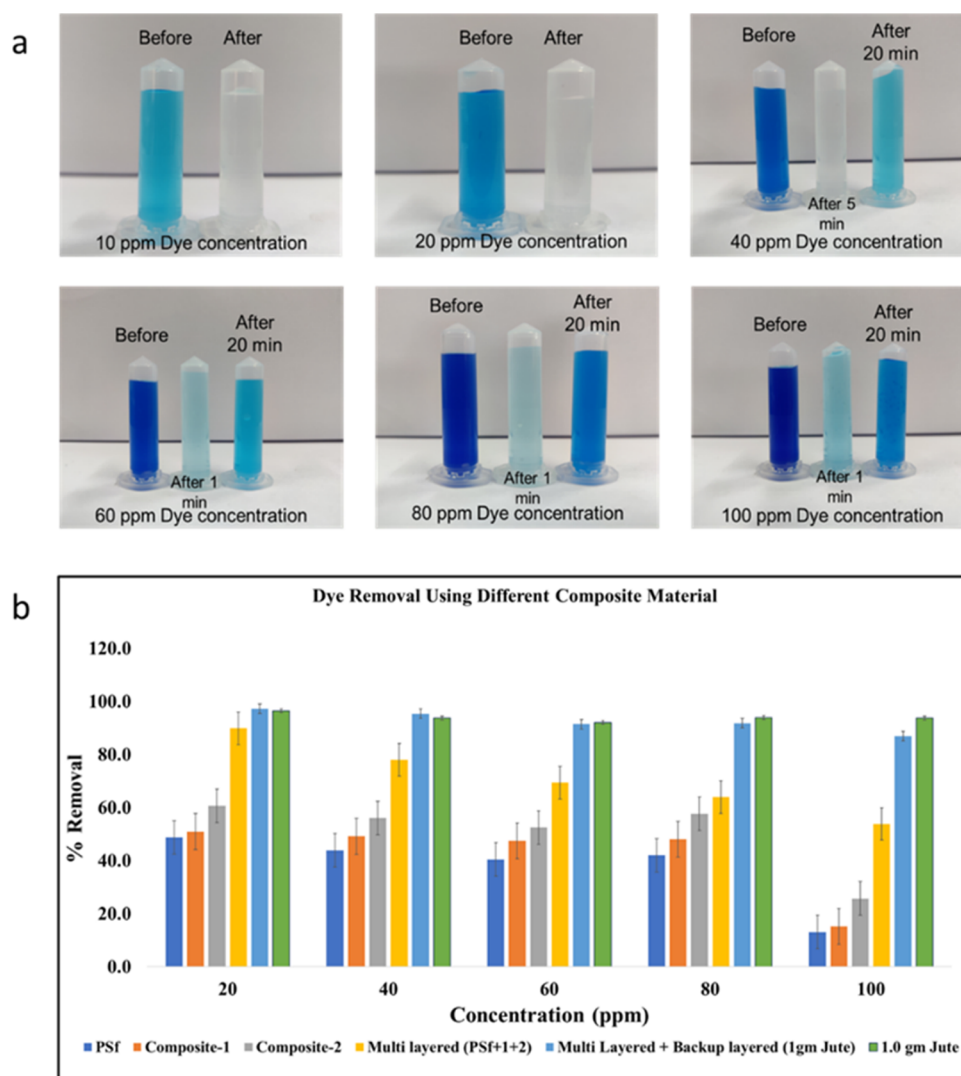 a
Before After
10 ppm Dye concentration
Before After
20 ppm Dye concentration
Before
After
20 min
After 5
min
40 ppm Dye concentration
Before
After
20 min
After 1
min
60 ppm Dye concentration
Before
After
20 min
After 1
min
80 ppm Dye concentration
Before
After
20 min
After 1
min
100 ppm Dye concentration
b
Dye Removal Using Different Composite Material
120.0
100.0
80.0
60.0
40.0
20.0
0.0
% Removal
20 40 60 80 100
Concentration (ppm)
PSf Composite-1 Composite-2 Multi layered (PSf+1+2) Multi Layered + Backup layered (1gm Jute) 1.0 gm Jute